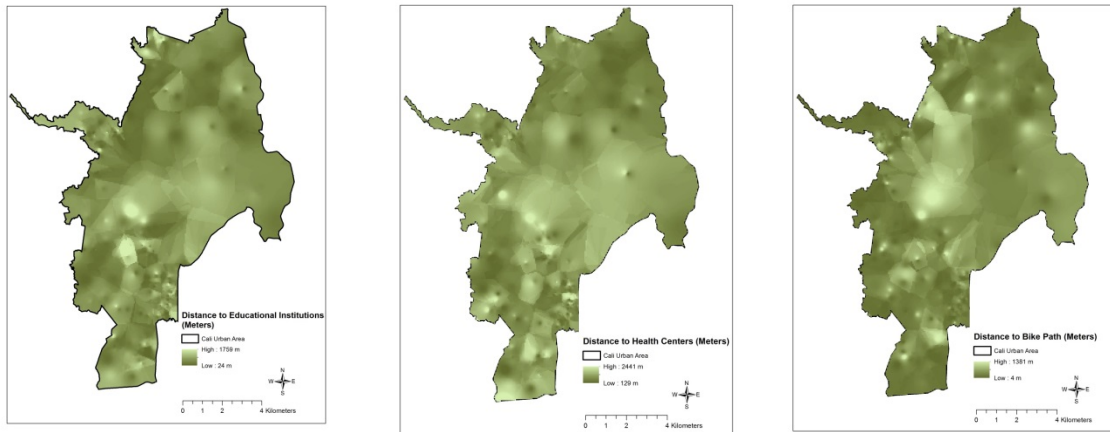 Distance to Educational Institutions
(Meters)
Cali Urban Area
High : 1759 m
Low : 24 m
N
W E
S
0 1 2 4 Kilometers
Distance to Health Centers (Meters)
Cali Urban Area
High : 2441 m
Low : 129 m
N
W E
S
0 1 2 4 Kilometers
Distance to Bike Path (Meters)
Cali Urban Area
High : 1381 m
Low : 4 m
N
W E
S
0 1 2 4 Kilometers